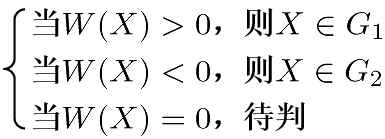 当W(X) > 0，则X ∈ G₁
当W(X) < 0，则X ∈ G₂
当W(X) = 0，待判